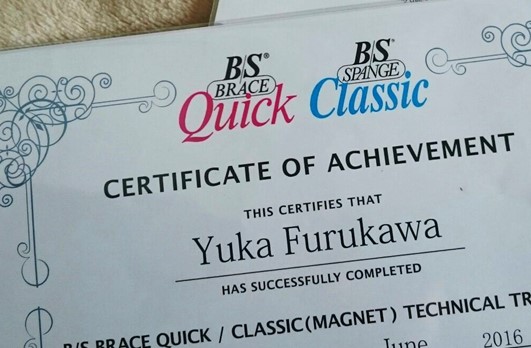 B/S® BRACE Quick B/S® SPANGE Classic
CERTIFICATE OF ACHIEVEMENT
THIS CERTIFIES THAT
Yuka Furukawa
HAS SUCCESSFULLY COMPLETED
B/S BRACE QUICK / CLASSIC(MAGNET) TECHNICAL TR
June 2016